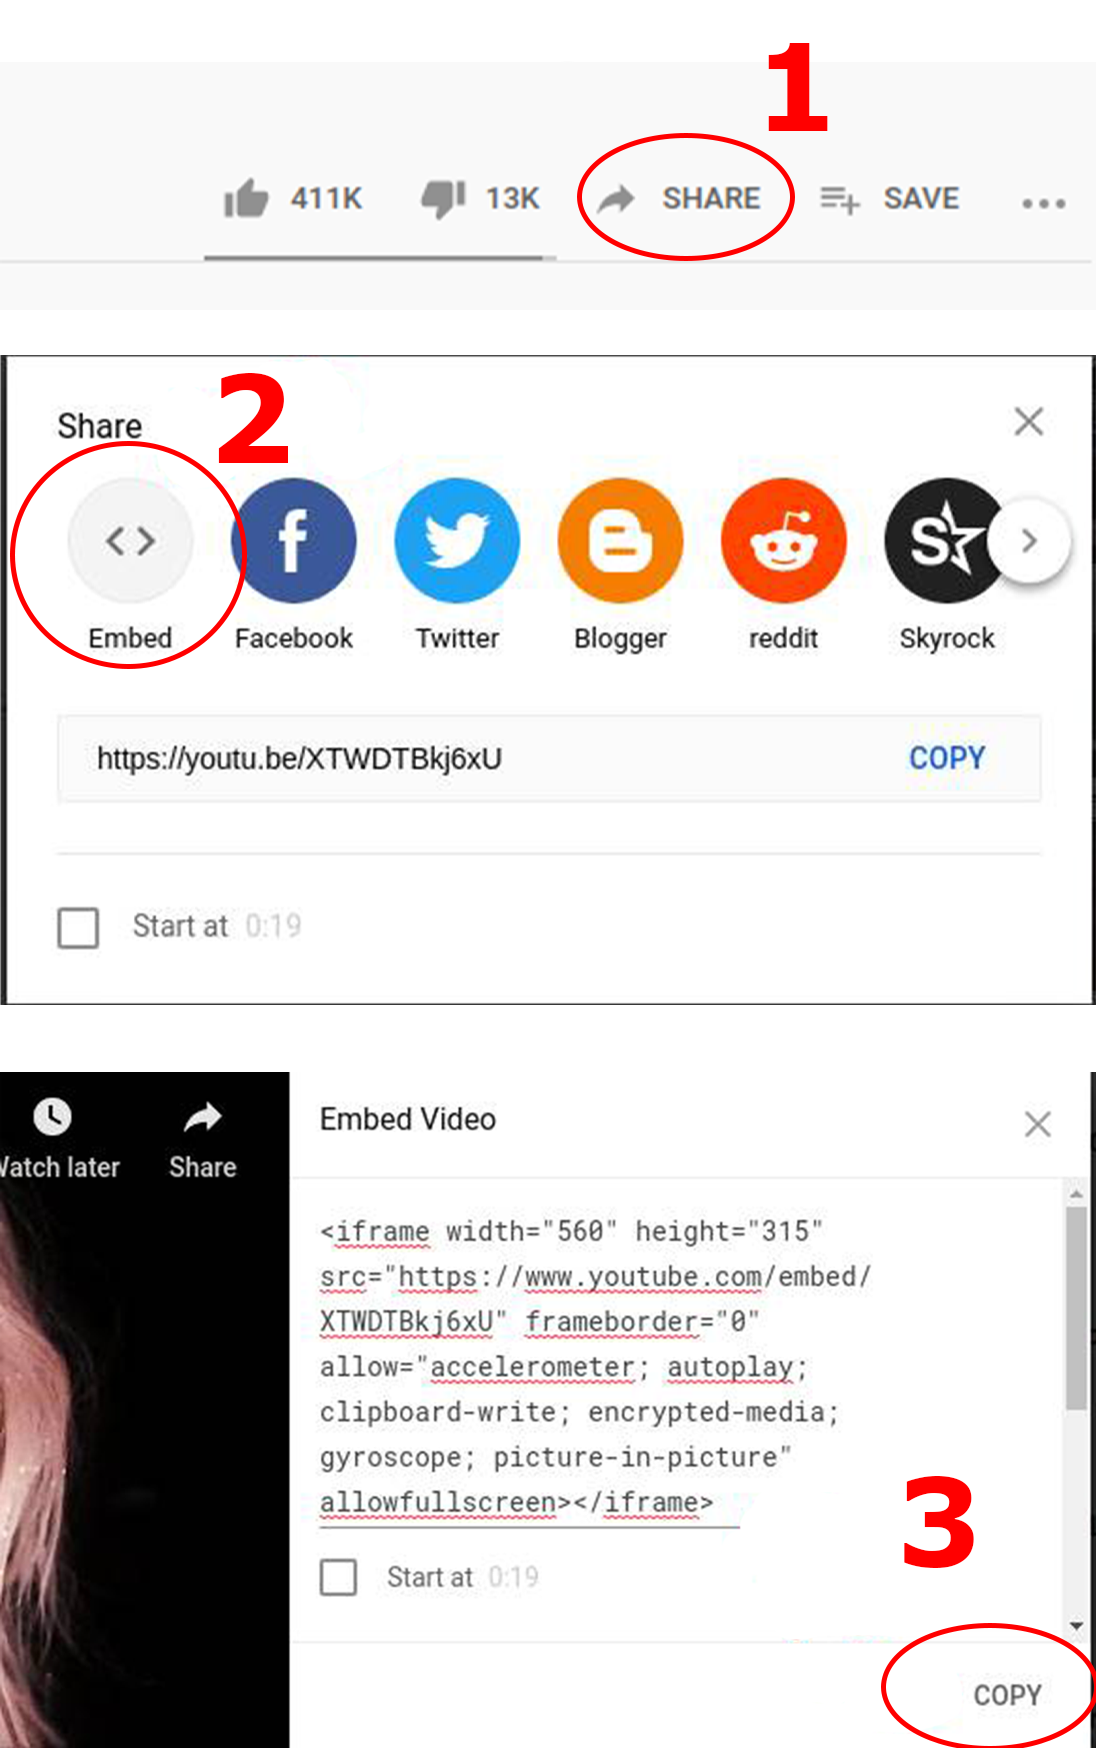 1
411K 13K SHARE SAVE
2
Share
Embed Facebook Twitter Blogger reddit Skyrock
https://youtu.be/XTWDTBkj6xU COPY
Start at 0:19
Watch later Share
Embed Video
<iframe width="560" height="315"
src="https://www.youtube.com/embed/
XTWDTBkj6xU" frameborder="0"
allow="accelerometer; autoplay;
clipboard-write; encrypted-media;
gyroscope; picture-in-picture"
allowfullscreen></iframe>
3
Start at 0:19
COPY